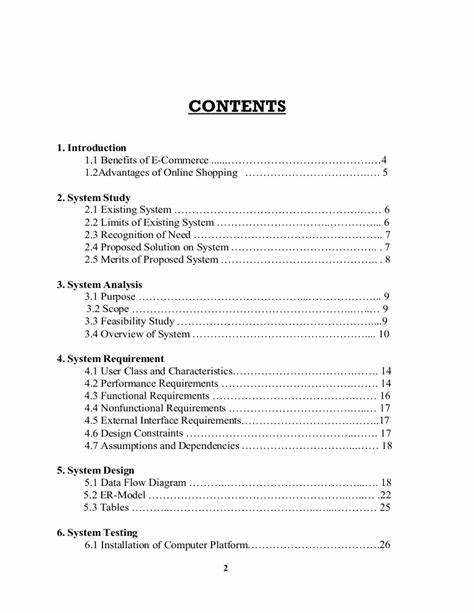 CONTENTS
1. Introduction
1.1 Benefits of E-Commerce ......……………………………….…4
1.2Advantages of Online Shopping ……………………………….…. 5
2. System Study
2.1 Existing System ………………………………………….……… 6
2.2 Limits of Existing System ……………………………..………... 6
2.3 Recognition of Need ……………………………………………... 7
2.4 Proposed Solution on System …………………………………... . 7
2.5 Merits of Proposed System …………………………………….. . 8
3. System Analysis
3.1 Purpose …………………………………...……………………... 9
3.2 Scope ………………………………………………….…..….… 9
3.3 Feasibility Study ………………………………………………....9
3.4 Overview of System …………………………………………..... 10
4. System Requirement
4.1 User Class and Characteristics………………………….……. 14
4.2 Performance Requirements …………………………….……… 14
4.3 Functional Requirements ……………………………….……… 16
4.4 Nonfunctional Requirements ……………………………...… 17
4.5 External Interface Requirements……………………….……...17
4.6 Design Constraints ………………………………………..……. 17
4.7 Assumptions and Dependencies ……………………...……… 18
5. System Design
5.1 Data Flow Diagram ……...…………………………………...… 18
5.2 ER-Model ………………………………………………..…..… .22
5.3 Tables ………...……………………...…...…………………… 25
6. System Testing
6.1 Installation of Computer Platform.……………………………26
2